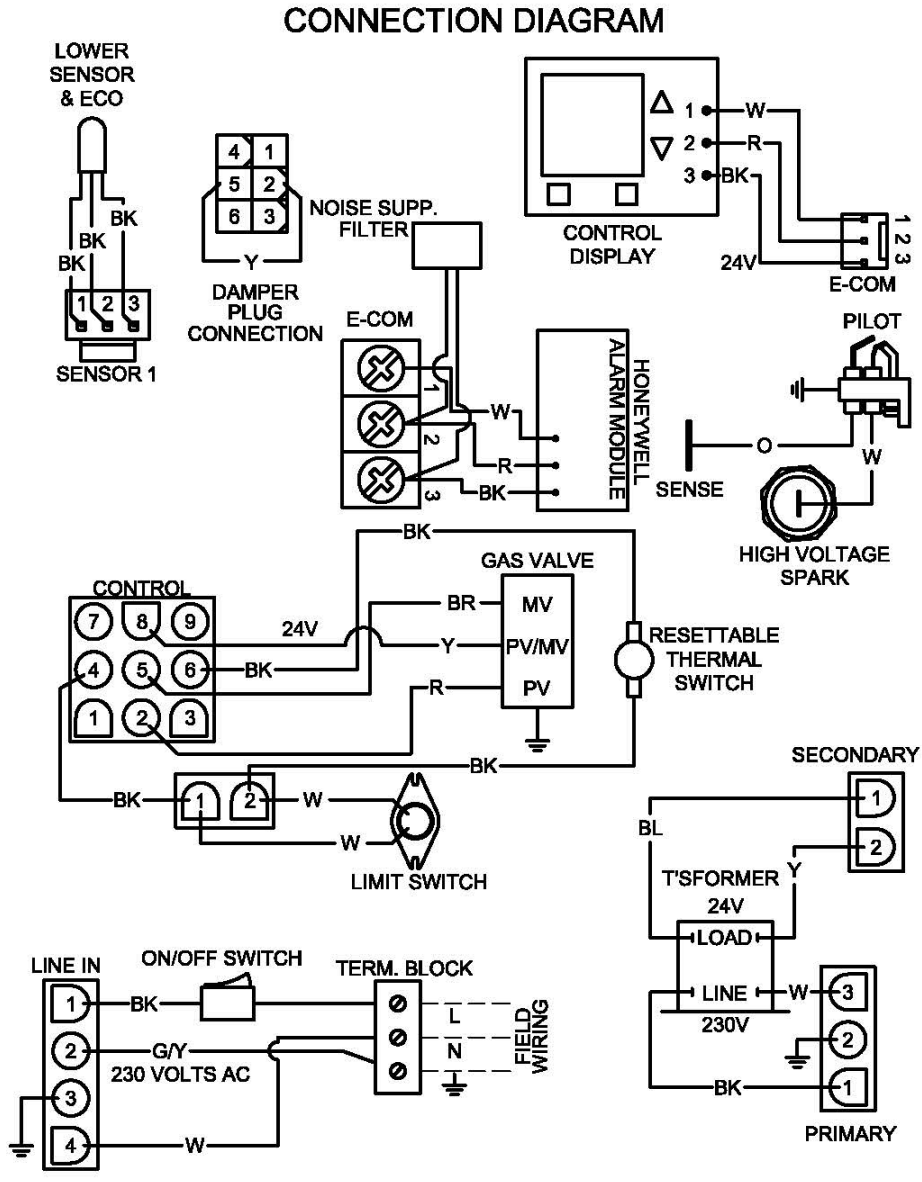 CONNECTION DIAGRAM
LOWER
SENSOR
& ECO
BK
BK
BK
1 2 3
SENSOR 1
4 1
5 2
6 3
Y
DAMPER
PLUG
CONNECTION
NOISE SUPP.
FILTER
1 W
2 R
3 BK
CONTROL
DISPLAY
24V
1
2
3
E-COM
E-COM
1
2
3
W
R
BK
HONEYWELL
ALARM MODULE
PILOT
O
W
SENSE
HIGH VOLTAGE
SPARK
BK
CONTROL
7 8 9
4 5 6
1 2 3
24V
BK
GAS VALVE
BR MV
Y PV/MV
R PV
RESETTABLE
THERMAL
SWITCH
BK
BK 1 2 W
W
LIMIT SWITCH
SECONDARY
1
2
BL
Y
T'SFORMER
24V
LOAD
LINE
230V
W
BK
3
2
1
PRIMARY
LINE IN
1
2
3
4
ON/OFF SWITCH
BK
G/Y
230 VOLTS AC
W
TERM. BLOCK
L
N
FIELD
WIRING